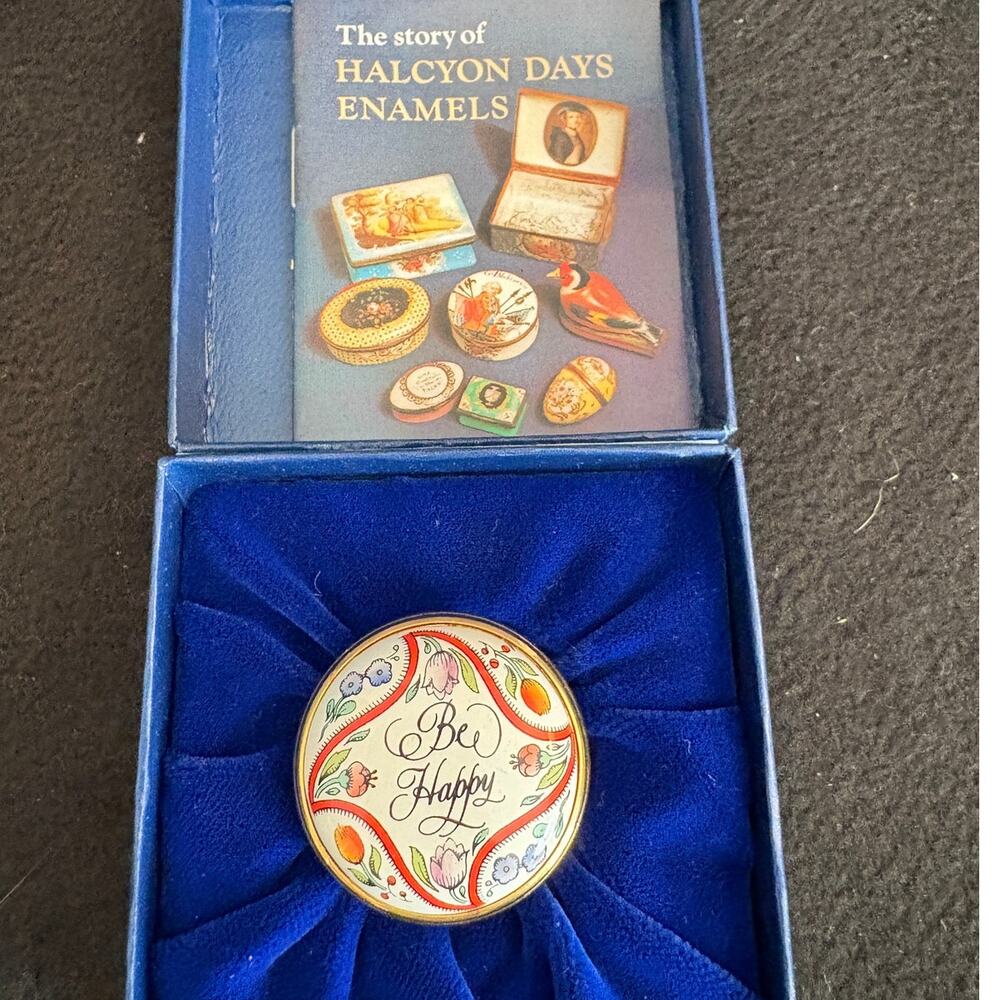 The story of
HALCYON DAYS
ENAMELS
Be
Happy